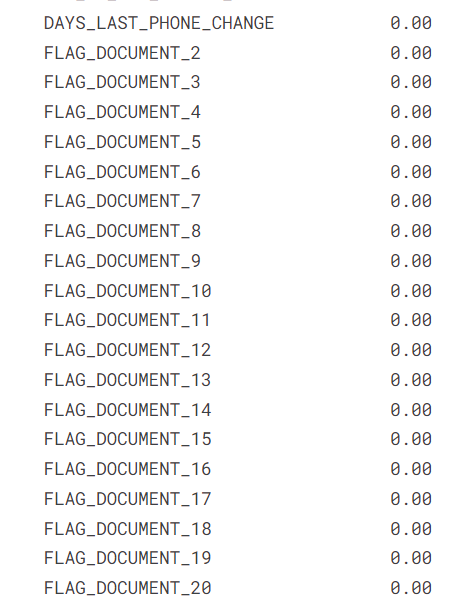 DAYS_LAST_PHONE_CHANGE 0.00
FLAG_DOCUMENT_2 0.00
FLAG_DOCUMENT_3 0.00
FLAG_DOCUMENT_4 0.00
FLAG_DOCUMENT_5 0.00
FLAG_DOCUMENT_6 0.00
FLAG_DOCUMENT_7 0.00
FLAG_DOCUMENT_8 0.00
FLAG_DOCUMENT_9 0.00
FLAG_DOCUMENT_10 0.00
FLAG_DOCUMENT_11 0.00
FLAG_DOCUMENT_12 0.00
FLAG_DOCUMENT_13 0.00
FLAG_DOCUMENT_14 0.00
FLAG_DOCUMENT_15 0.00
FLAG_DOCUMENT_16 0.00
FLAG_DOCUMENT_17 0.00
FLAG_DOCUMENT_18 0.00
FLAG_DOCUMENT_19 0.00
FLAG_DOCUMENT_20 0.00